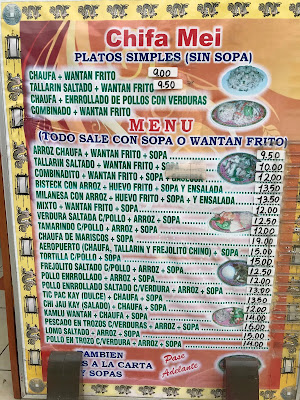 Chifa Mei
PLATOS SIMPLES (SIN SOPA)
CHAUFA + WANTAN FRITO 9.00
TALLARIN SALTADO + WANTAN FRITO 9.50
CHAUFA + ENRROLLADO DE POLLOS CON VERDURAS
COMBINADO + WANTAN FRITO
MENU
(TODO SALE CON SOPA O WANTAN FRITO)
ARROZ CHAUFA + WANTAN FRITO + SOPA 9.50
TALLARIN SALTADO + WANTAN FRITO + 10.00
COMBINADITO + WANTAN FRITO + SOPA 12.00
BISTECK CON ARROZ + HUEVO FRITO + SOPA Y ENSALADA 13.50
MILANESA CON ARROZ + HUEVO FRITO + SOPA + Y ENSALADA 13.50
MIXTO + WANTAN FRITO + SOPA 12.00
VERDURA SALTADA C/POLLO + ARROZ + SOPA 12.50
TAMARINDO C/POLLO + ARROZ + SOPA 12.00
CHAUFA DE MARISCOS + SOPA 19.00
AEROPUERTO (CHAUFA, TALLARIN Y FREJOLITO CHINO) + SOPA 15.00
TORTILLA C/POLLO + SOPA 15.00
FREJOLITO SALTADO C/POLLO + ARROZ + SOPA 12.50
POLLO ENRROLLADO + ARROZ + SOPA 12.00
POLLO ENRROLLADO SALTADO C/VERDURA + ARROZ + SOPA 13.00
TIC PAC KAY (DULCE) + CHAUFA + SOPA 13.50
CHI JAU KAY (SALADO) + CHAUFA + SOPA 12.00
KAMLU WANTAN + CHAUFA + SOPA 14.00
PESCADO EN TROZOS C/VERDURAS + ARROZ + SOPA 16.00
LOMO SALTADO + ARROZ + SOPA 15.00
POLLO EN TROZO C/VERDURAS + ARROZ + SOPA 14.00
AMBIEN
A LA CARTA
Y SOPAS
Pase
Adelante